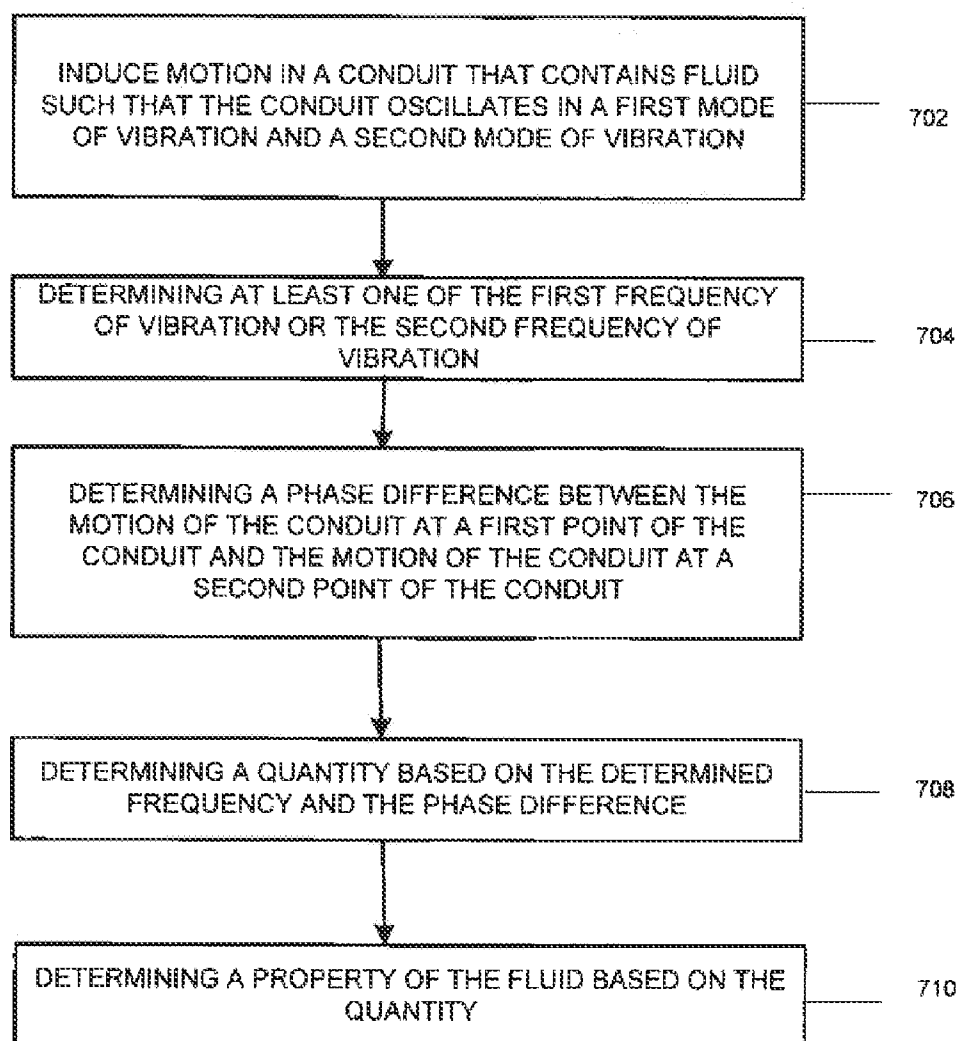 INDUCE MOTION IN A CONDUIT THAT CONTAINS FLUID
SUCH THAT THE CONDUIT OSCILLATES IN A FIRST MODE
OF VIBRATION AND A SECOND MODE OF VIBRATION
702
DETERMINING AT LEAST ONE OF THE FIRST FREQUENCY
OF VIBRATION OR THE SECOND FREQUENCY OF
VIBRATION
704
DETERMINING A PHASE DIFFERENCE BETWEEN THE
MOTION OF THE CONDUIT AT A FIRST POINT OF THE
CONDUIT AND THE MOTION OF THE CONDUIT AT A
SECOND POINT OF THE CONDUIT
706
DETERMINING A QUANTITY BASED ON THE DETERMINED
FREQUENCY AND THE PHASE DIFFERENCE
708
DETERMINING A PROPERTY OF THE FLUID BASED ON THE
QUANTITY
710